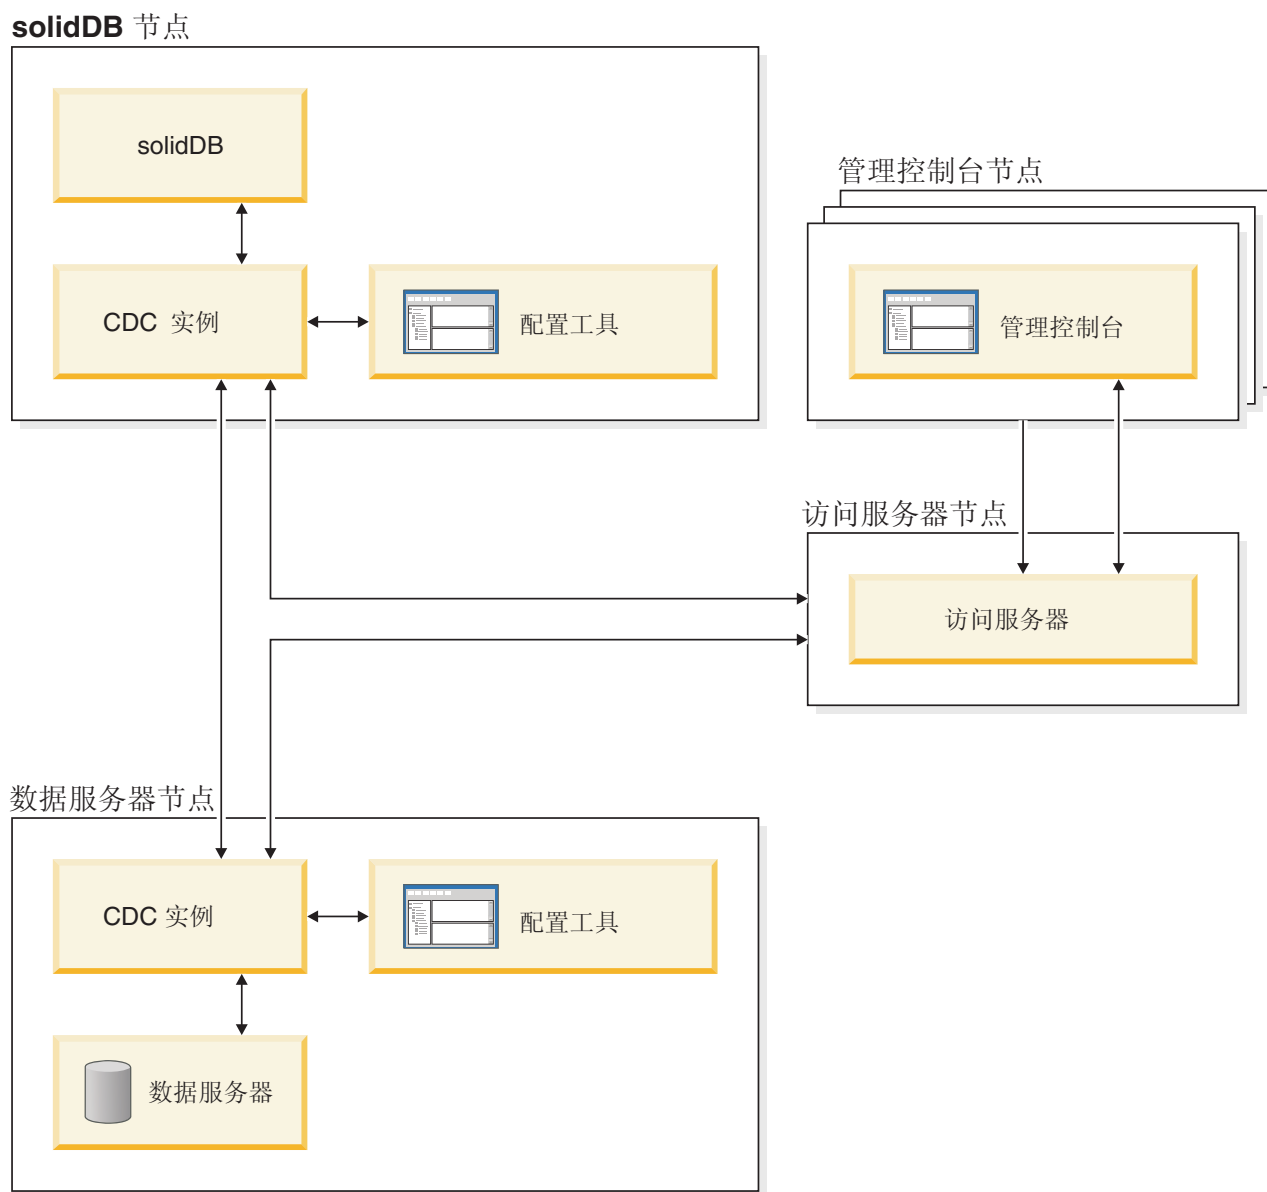 solidDB 节点
solidDB
CDC 实例
配置工具
管理控制台节点
管理控制台
访问服务器节点
访问服务器
数据服务器节点
CDC 实例
配置工具
数据服务器